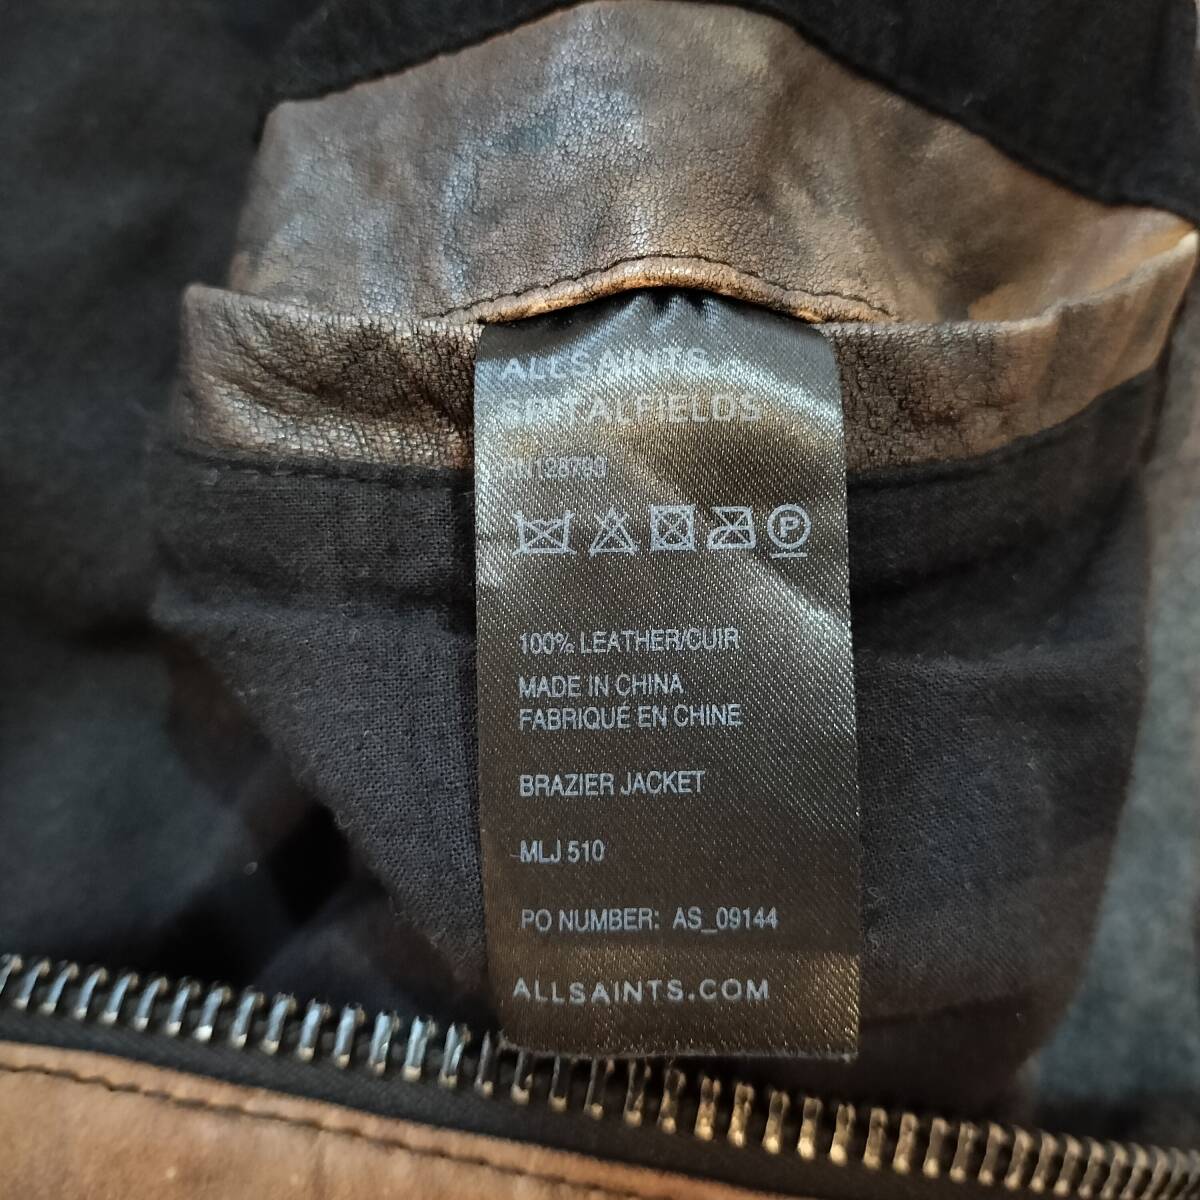 ALLSAINTS
SPITALFIELDS
P
100% LEATHER/CUIR
MADE IN CHINA
FABRIQUÉ EN CHINE
BRAZIER JACKET
MLJ 510
PO NUMBER: AS_09144
ALLSAINTS.COM